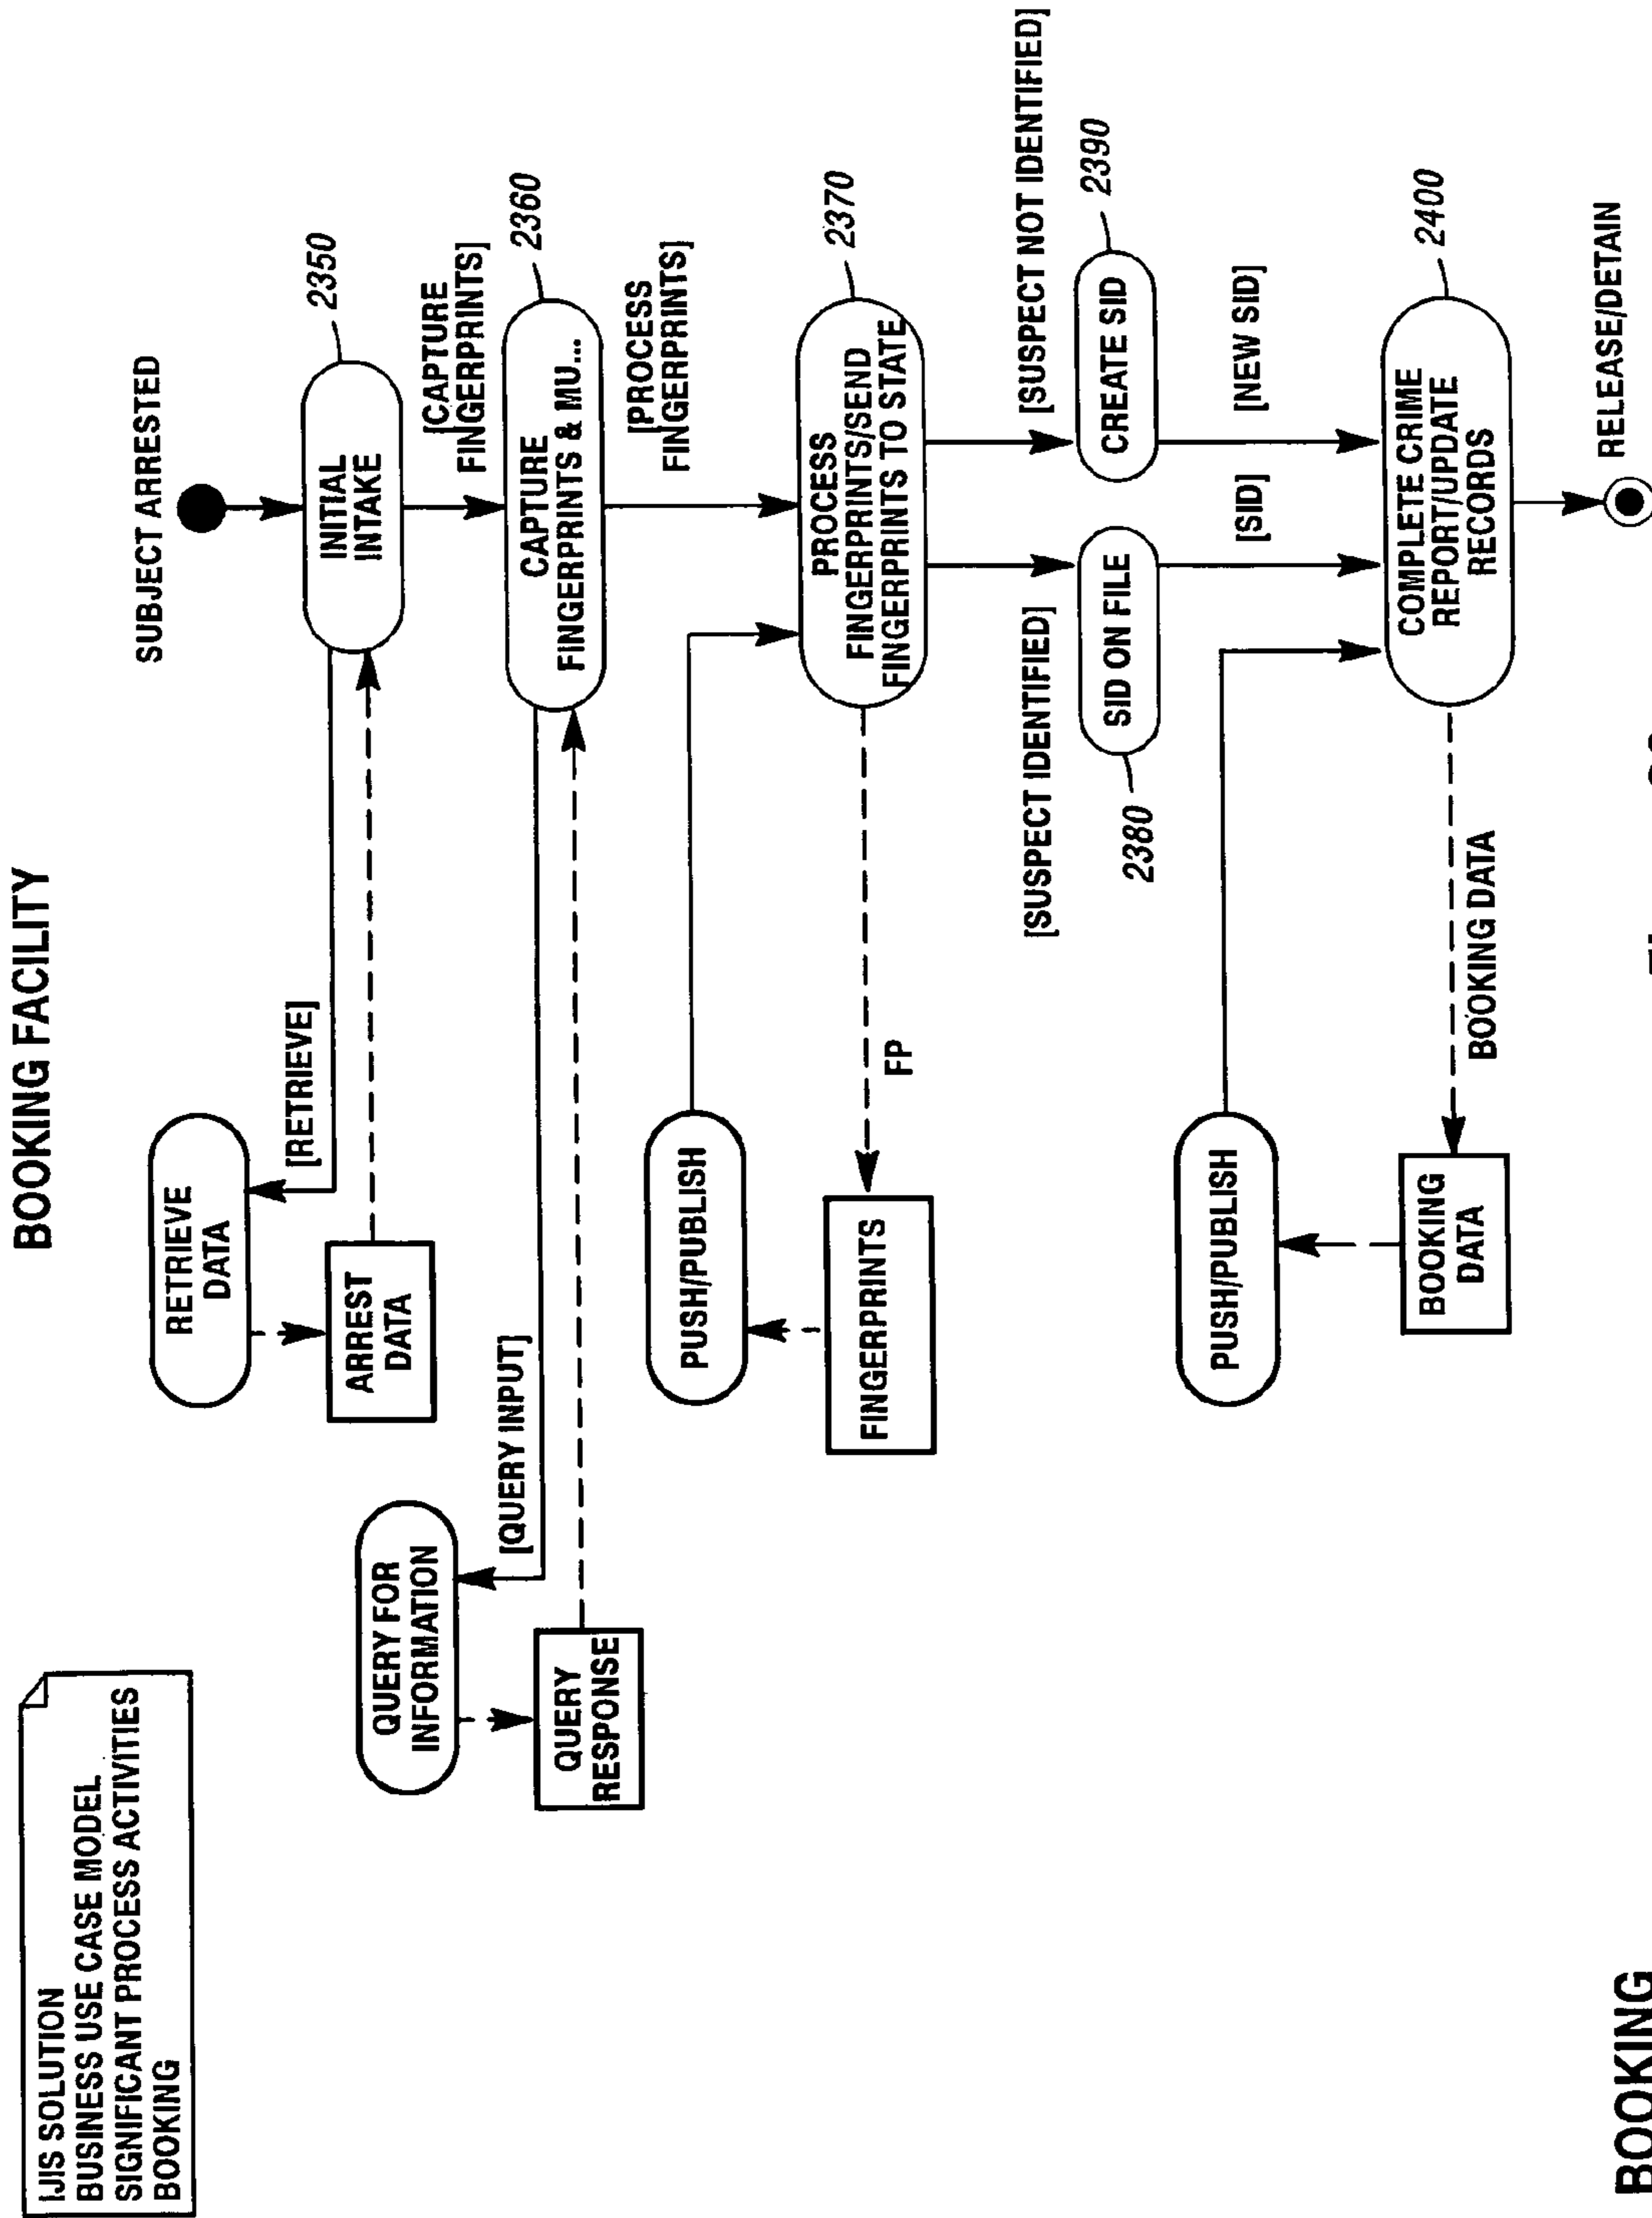 BOOKING FACILITY
IJIS SOLUTION
BUSINESS USE CASE MODEL
SIGNIFICANT PROCESS ACTIVITIES
BOOKING
SUBJECT ARRESTED
RETRIEVE
DATA
[RETRIEVE]
INITIAL
INTAKE
2350
ARREST
DATA
[CAPTURE
FINGERPRINTS]
QUERY FOR
INFORMATION
[QUERY INPUT]
CAPTURE
FINGERPRINTS & MU...
2360
QUERY
RESPONSE
[PROCESS
FINGERPRINTS]
PUSH/PUBLISH
PROCESS
FINGERPRINTS/SEND
FINGERPRINTS TO STATE
2370
FINGERPRINTS
FP
[SUSPECT IDENTIFIED]
[SUSPECT NOT IDENTIFIED]
2380
SID ON FILE
CREATE SID
2390
[SID]
[NEW SID]
PUSH/PUBLISH
COMPLETE CRIME
REPORT/UPDATE
RECORDS
2400
BOOKING
DATA
BOOKING DATA
RELEASE/DETAIN
BOOKING